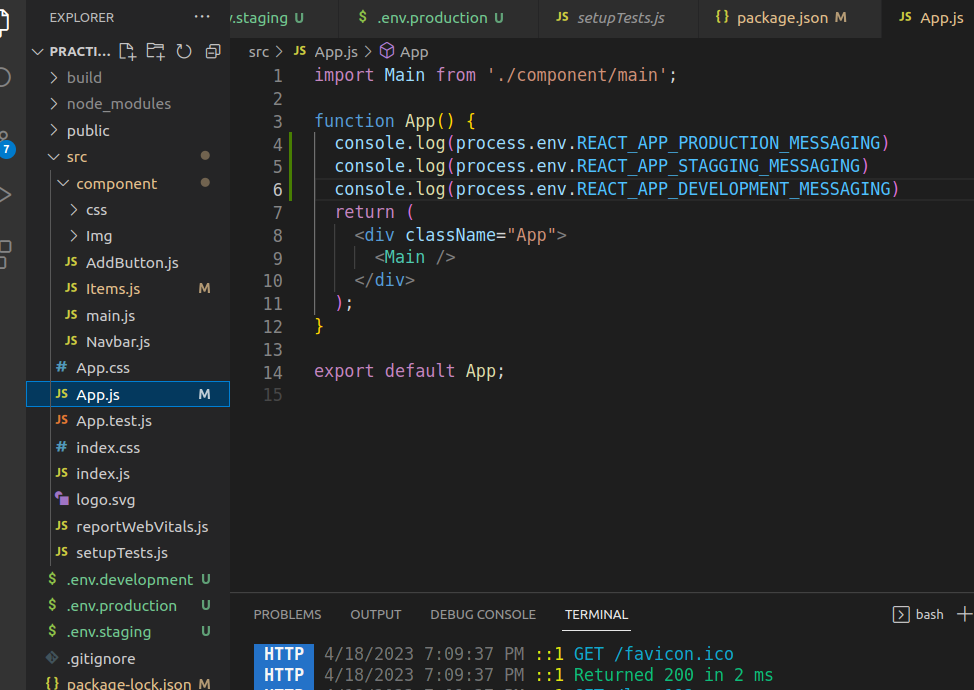 EXPLORER ...
PRACTI...
build
node_modules
public
src
component
css
Img
JS AddButton.js
JS Items.js M
JS main.js
JS Navbar.js
# App.css
JS App.js M
JS App.test.js
# index.css
JS index.js
logo.svg
JS reportWebVitals.js
JS setupTests.js
$ .env.development U
$ .env.production U
$ .env.staging U
.gitignore
{} package-lock.json M
7
v.staging U
$ .env.production U
JS setupTests.js
{} package.json M
JS App.js
src > JS App.js > App
1 import Main from './component/main';
2
3 function App() {
4 console.log(process.env.REACT_APP_PRODUCTION_MESSAGING)
5 console.log(process.env.REACT_APP_STAGGING_MESSAGING)
6 console.log(process.env.REACT_APP_DEVELOPMENT_MESSAGING)
7 return (
8 <div className="App">
9 <Main />
10 </div>
11 );
12 }
13
14 export default App;
15
PROBLEMS OUTPUT DEBUG CONSOLE TERMINAL bash +
HTTP 4/18/2023 7:09:37 PM ::1 GET /favicon.ico
HTTP 4/18/2023 7:09:37 PM ::1 Returned 200 in 2 ms